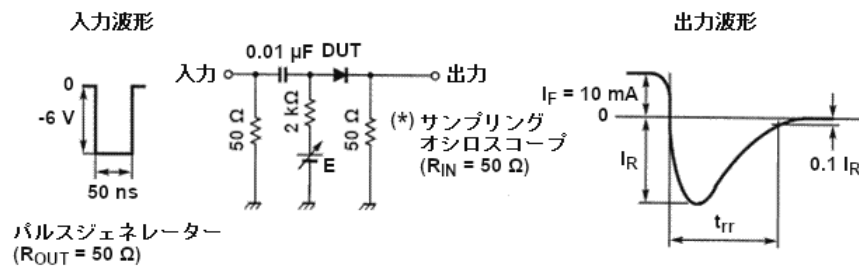 入力波形
0
-6 V
50 ns
パルスジェネレーター
(ROUT = 50 Ω)
0.01 µF DUT
入力
出力
50 Ω
2 kΩ
E
50 Ω
(*) サンプリング
オシロスコープ
(RIN = 50 Ω)
出力波形
IF = 10 mA
0
IR
0.1 IR
trr